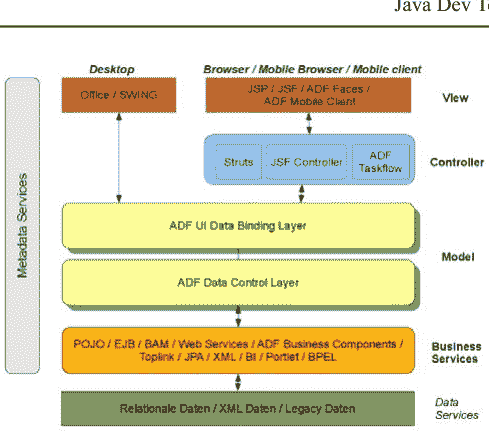 Java Dev Te
Desktop
Browser / Mobile Browser / Mobile client
Office / SWING
JSP / JSF / ADF Faces /
ADF Mobile Client
View
Struts
JSF Controller
ADF
Taskflow
Controller
Metadata Services
ADF UI Data Binding Layer
Model
ADF Data Control Layer
POJO / EJB / BAM / Web Services / ADF Business Components /
Toplink / JPA / XML / BI / Portlet / BPEL
Business
Services
Relationale Daten / XML Daten / Legacy Daten
Data
Services